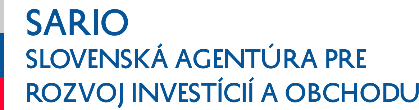 SARIO
SLOVENSKÁ AGENTÚRA PRE
ROZVOJ INVESTÍCIÍ A OBCHODU